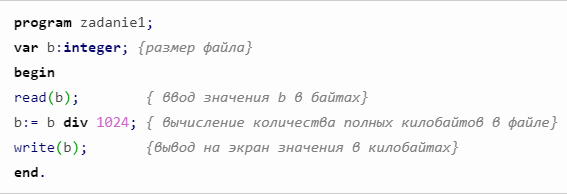 program zadanie1;
var b:integer; {размер файла}
begin
read(b); { ввод значения b в байтах}
b:= b div 1024; { вычисление количества полных килобайтов в файле}
write(b); {вывод на экран значения в килобайтах}
end.